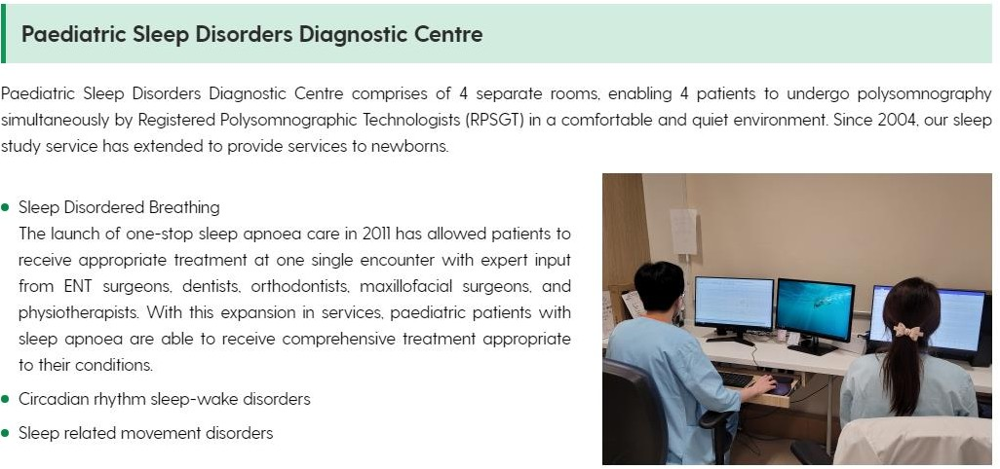 Paediatric Sleep Disorders Diagnostic Centre
Paediatric Sleep Disorders Diagnostic Centre comprises of 4 separate rooms, enabling 4 patients to undergo polysomnography
simultaneously by Registered Polysomnographic Technologists (RPSGT) in a comfortable and quiet environment. Since 2004, our sleep
study service has extended to provide services to newborns.
Sleep Disordered Breathing
The launch of one-stop sleep apnoea care in 2011 has allowed patients to
receive appropriate treatment at one single encounter with expert input
from ENT surgeons, dentists, orthodontists, maxillofacial surgeons, and
physiotherapists. With this expansion in services, paediatric patients with
sleep apnoea are able to receive comprehensive treatment appropriate
to their conditions.
Circadian rhythm sleep-wake disorders
Sleep related movement disorders